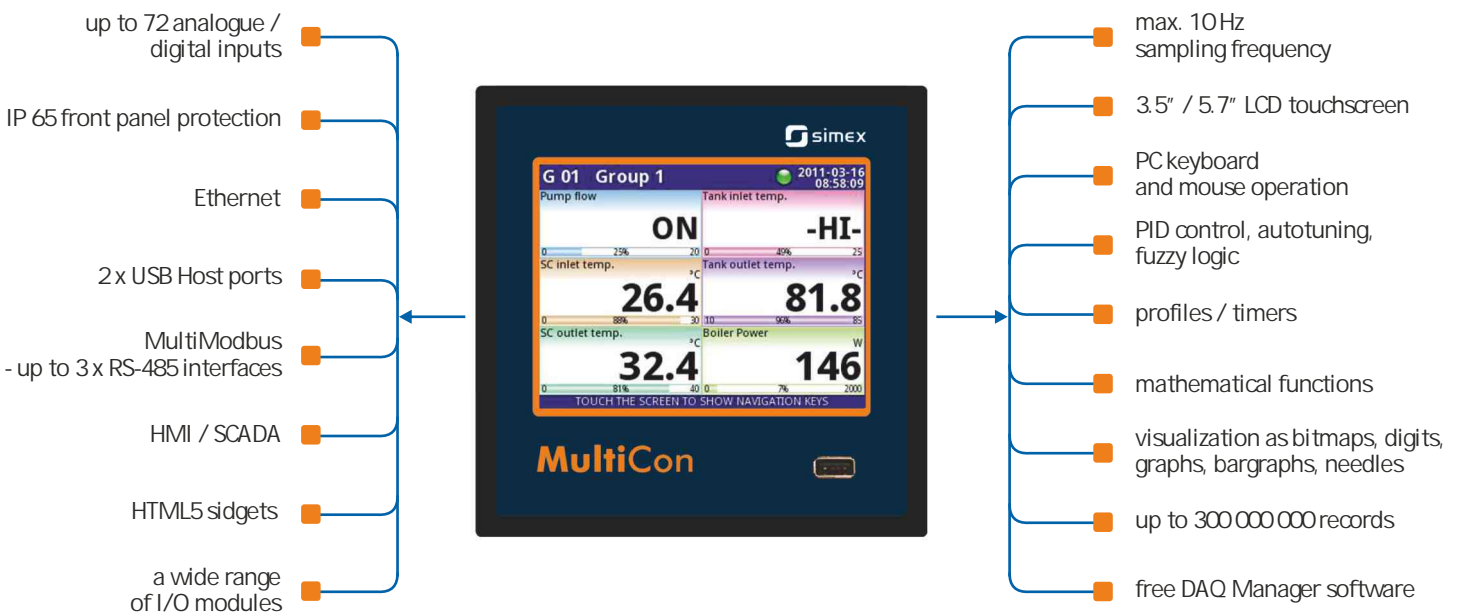 up to 72 analogue /
digital inputs
IP 65 front panel protection
Ethernet
2 x USB Host ports
MultiModbus
- up to 3 x RS-485 interfaces
HMI / SCADA
HTML5 sidgets
a wide range
of I/O modules
simex
G 01 Group 1
2011-03-16
08:58:09
Pump flow
ON
0 25% 20
Tank inlet temp.
-HI-
0 49% 25
SC inlet temp.
°C
26.4
0 88% 30
Tank outlet temp.
°C
81.8
10 96% 85
SC outlet temp.
°C
32.4
0 81% 40
Boiler Power
W
146
0 7% 2000
TOUCH THE SCREEN TO SHOW NAVIGATION KEYS
MultiCon
max. 10 Hz
sampling frequency
3.5" / 5.7" LCD touchscreen
PC keyboard
and mouse operation
PID control, autotuning,
fuzzy logic
profiles / timers
mathematical functions
visualization as bitmaps, digits,
graphs, bargraphs, needles
up to 300 000 000 records
free DAQ Manager software